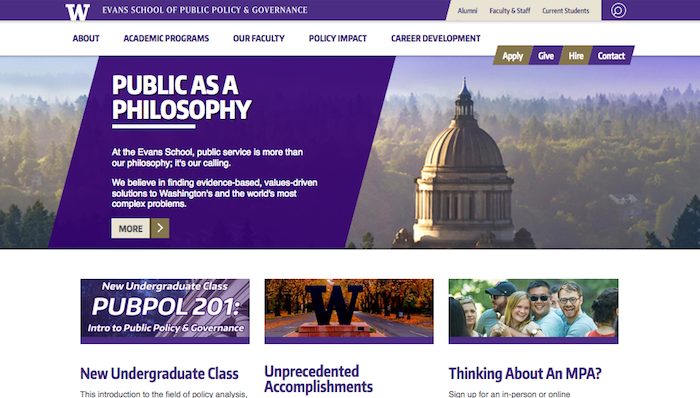 W EVANS SCHOOL OF PUBLIC POLICY & GOVERNANCE
Alumni Faculty & Staff Current Students
ABOUT ACADEMIC PROGRAMS OUR FACULTY POLICY IMPACT CAREER DEVELOPMENT
Apply Give Hire Contact
PUBLIC AS A
PHILOSOPHY
At the Evans School, public service is more than
our philosophy; it's our calling.
We believe in finding evidence-based, values-driven
solutions to Washington's and the world's most
complex problems.
MORE
New Undergraduate Class
PUBPOL 201:
Intro to Public Policy & Governance
W
New Undergraduate Class
This introduction to the field of policy analysis,
Unprecedented
Accomplishments
Thinking About An MPA?
Sign up for an in-person or online